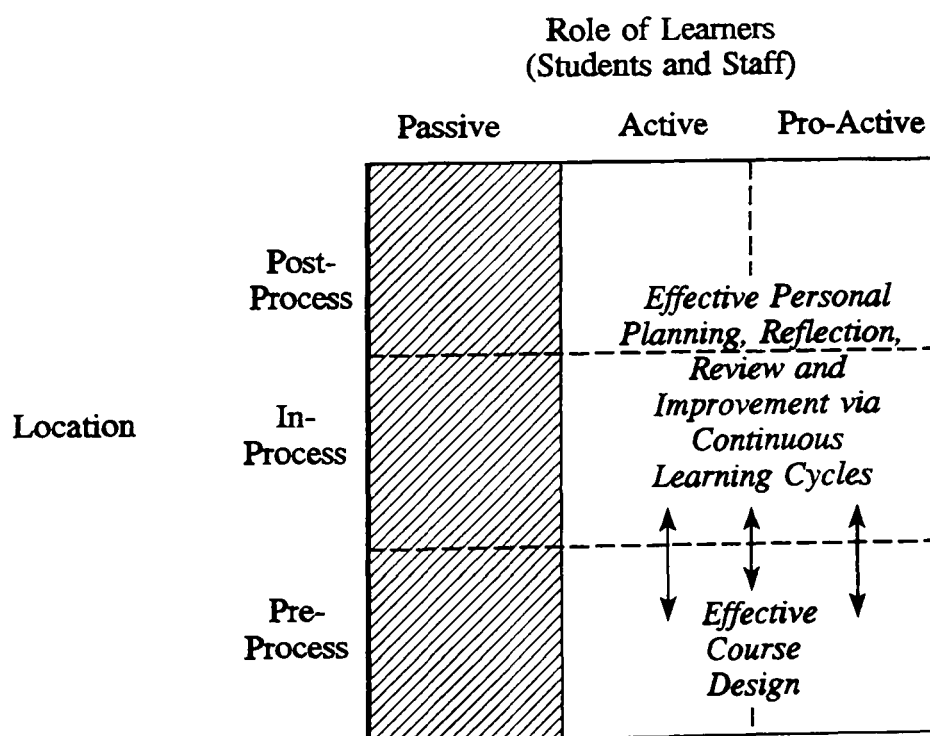 Role of Learners
(Students and Staff)
Passive
Active
Pro-Active
Post-
Process
Effective Personal
Planning, Reflection,
Review and
Improvement via
Continuous
Learning Cycles
Location
In-
Process
Pre-
Process
Effective
Course
Design